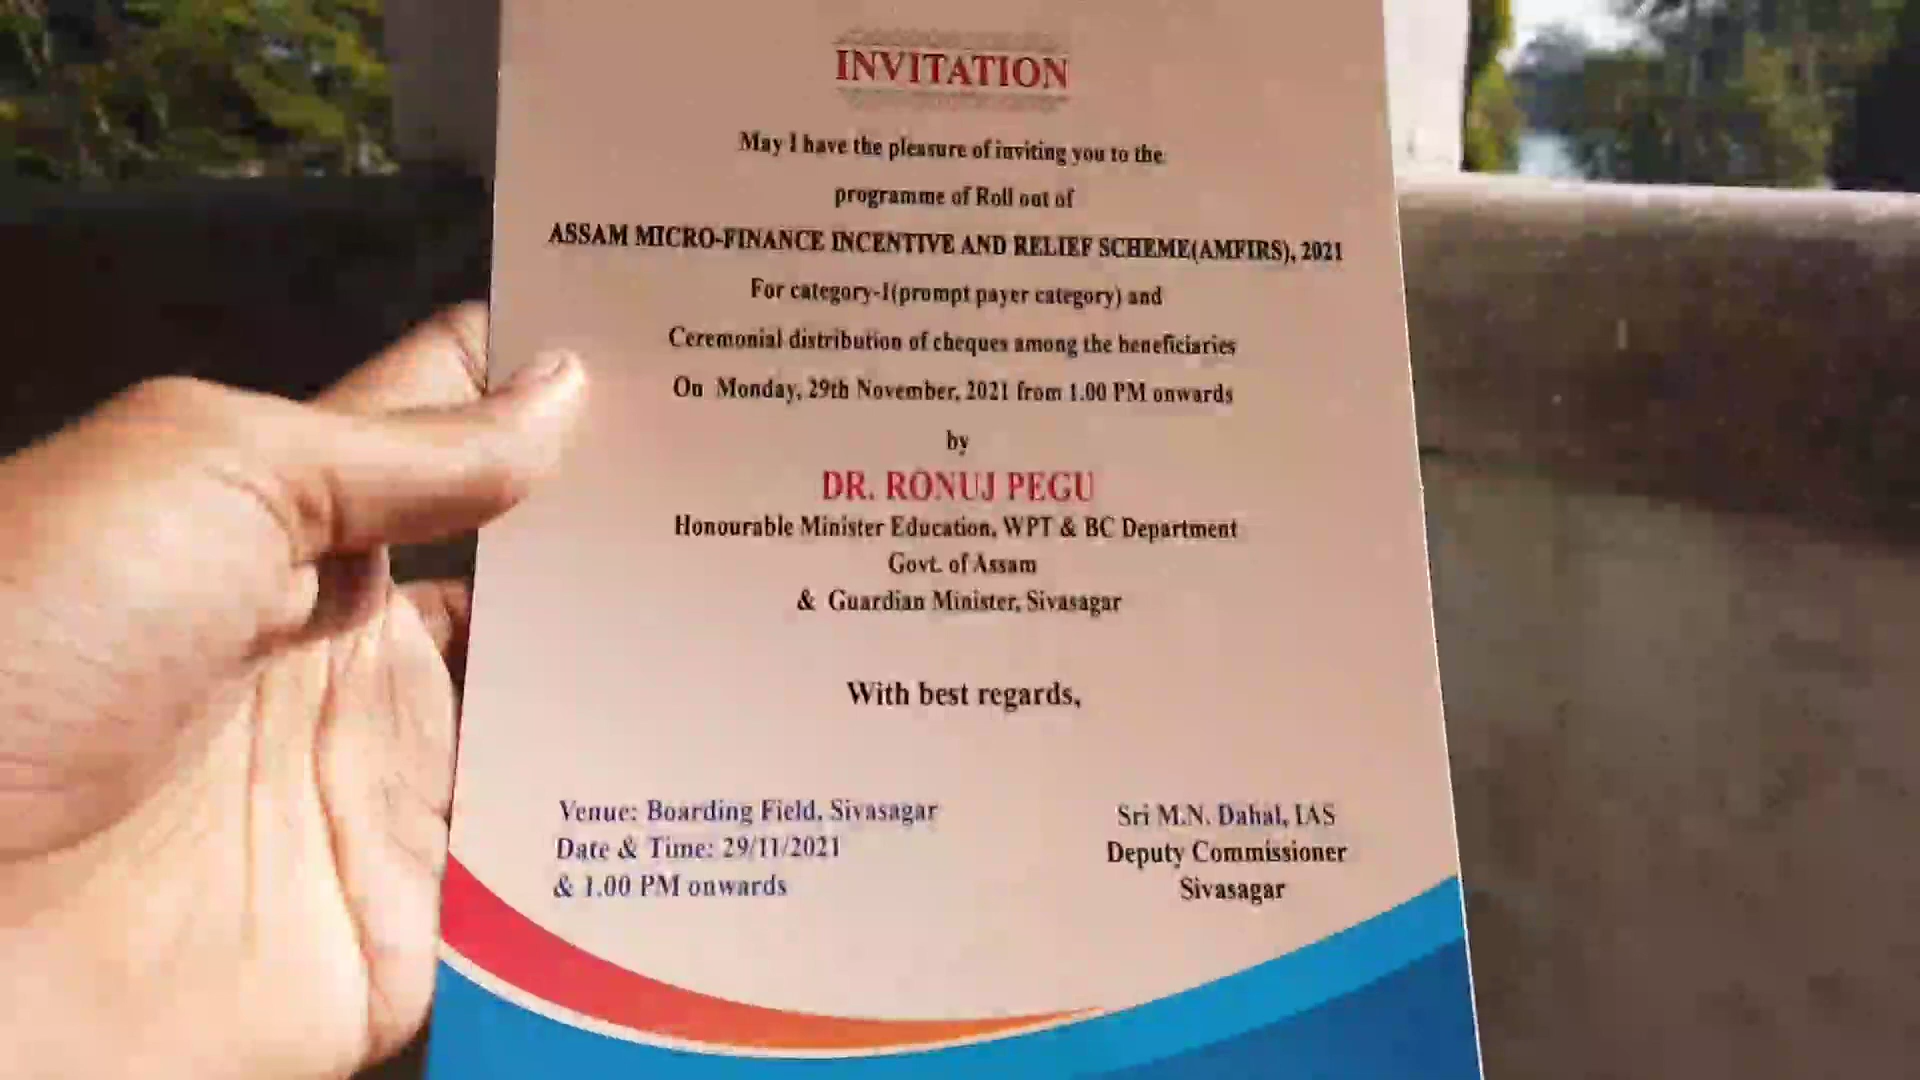 INVITATION
May I have the pleasure of inviting you to the
programme of Roll out of
ASSAM MICRO-FINANCE INCENTIVE AND RELIEF SCHEME(AMFIRS), 2021
For category-I(prompt payer category) and
Ceremonial distribution of cheques among the beneficiaries
On Monday, 29th November, 2021 from 1.00 PM onwards
by
DR. RONUJ PEGU
Honourable Minister Education, WPT & BC Department
Govt. of Assam
& Guardian Minister, Sivasagar
With best regards,
Venue: Boarding Field, Sivasagar
Date & Time: 29/11/2021
& 1.00 PM onwards
Sri M.N. Dahal, IAS
Deputy Commissioner
Sivasagar